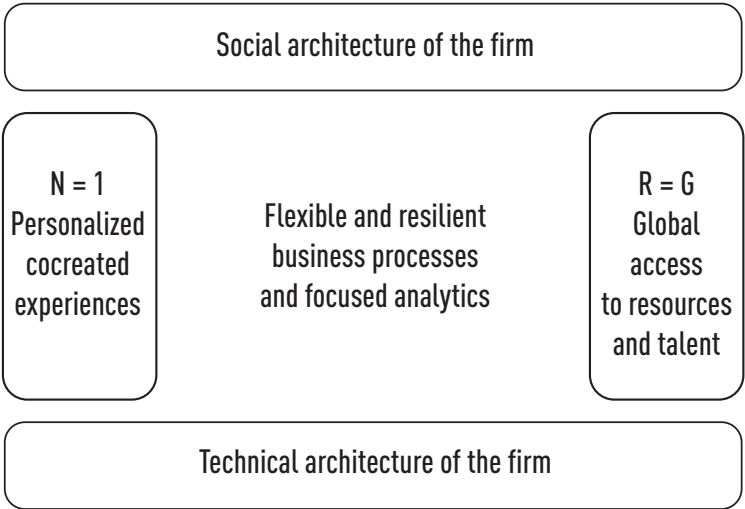 Social architecture of the firm
N = 1
Personalized
cocreated
experiences
Flexible and resilient
business processes
and focused analytics
R = G
Global
access
to resources
and talent
Technical architecture of the firm